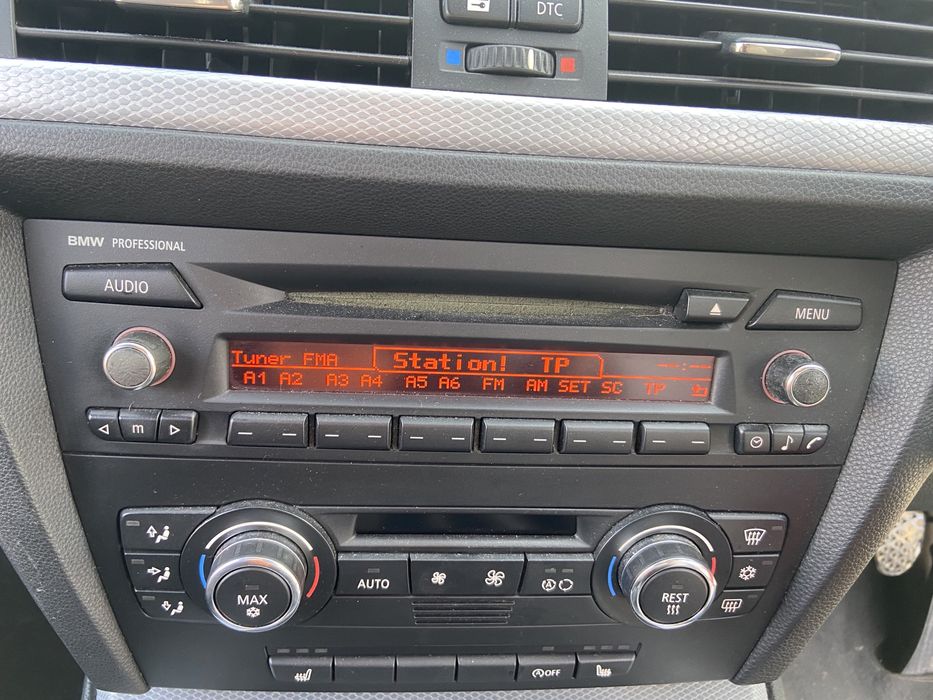 DTC
BMW PROFESSIONAL
AUDIO
MENU
Tuner FMA Station! TP --:--
A1 A2 A3 A4 A5 A6 FM AM SET SC TP
m
AUTO
MAX
REST
A
A OFF